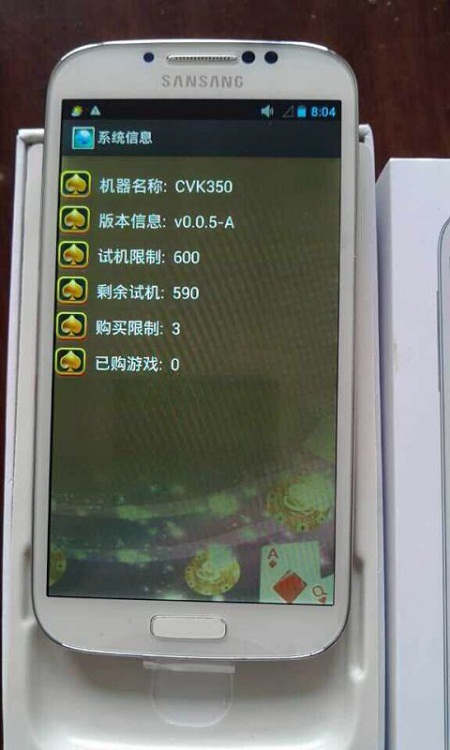 SANSANG
8:04
系统信息
机器名称: CVK350
版本信息: v0.0.5-A
试机限制: 600
剩余试机: 590
购买限制: 3
已购游戏: 0
A
Q